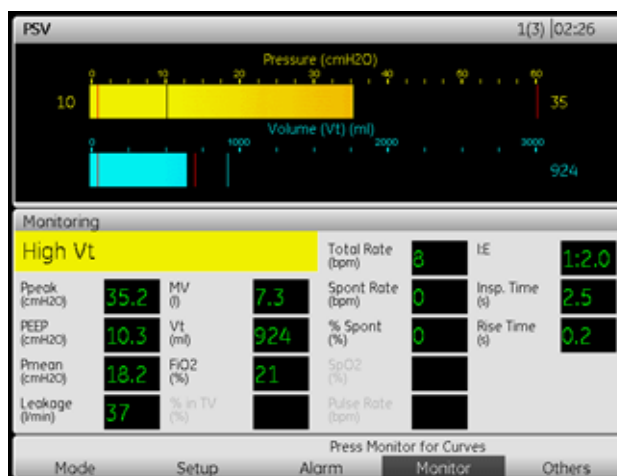 PSV 1(3) 02:26
Pressure (cmH2O)
0 10 20 30 40 60 60
10 35
Volume (Vt) (ml)
0 1000 2000 3000
924
Monitoring
High Vt
Total Rate (bpm) 8 I:E 1:2.0
Ppeak (cmH2O) 35.2 MV (l) 7.3 Spont Rate (bpm) 0 Insp. Time (s) 2.5
PEEP (cmH2O) 10.3 Vt (ml) 924 % Spont (%) 0 Rise Time (s) 0.2
Pmean (cmH2O) 18.2 FiO2 (%) 21 SpO2 (%)
Leakage (l/min) 37 % in TV (%) Pulse Rate (bpm)
Press Monitor for Curves
Mode Setup Alarm Monitor Others